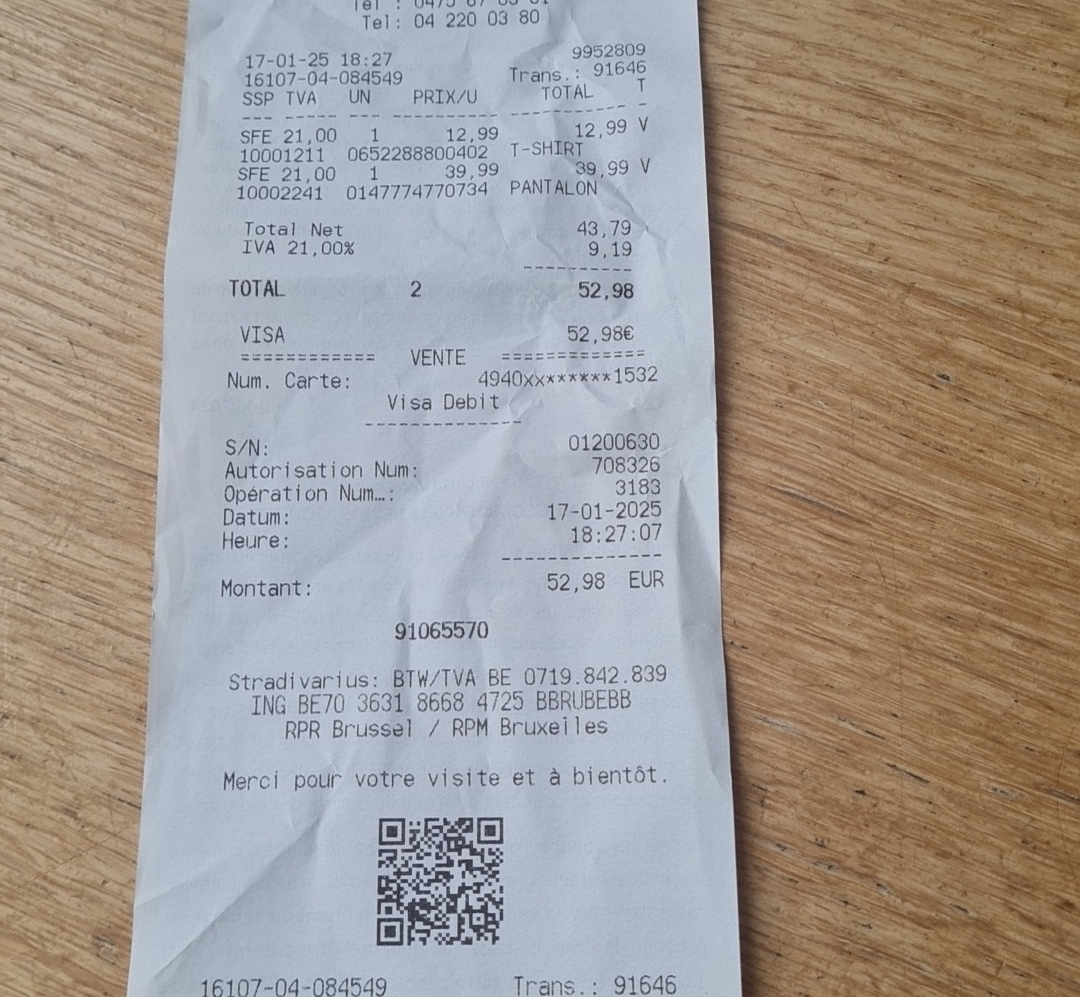 Tel: 04 220 03 80
17-01-25 18:27 9952809
16107-04-084549 Trans.: 91646
SSP TVA UN PRIX/U TOTAL T
--- ----- --- ----------- ------------ -
SFE 21,00 1 12,99 12,99 V
10001211 0652288800402 T-SHIRT
SFE 21,00 1 39,99 39,99 V
10002241 0147774770734 PANTALON
Total Net 43,79
IVA 21,00% 9,19
----------
TOTAL 2 52,98
VISA 52,98€
============ VENTE =============
Num. Carte: 4940xx******1532
Visa Debit
---------------
S/N: 01200630
Autorisation Num: 708326
Opération Num…: 3183
Datum: 17-01-2025
Heure: 18:27:07
--------------
Montant: 52,98 EUR
91065570
Stradivarius: BTW/TVA BE 0719.842.839
ING BE70 3631 8668 4725 BBRUBEBB
RPR Brussel / RPM Bruxelles
Merci pour votre visite et à bientôt.
16107-04-084549 Trans.: 91646